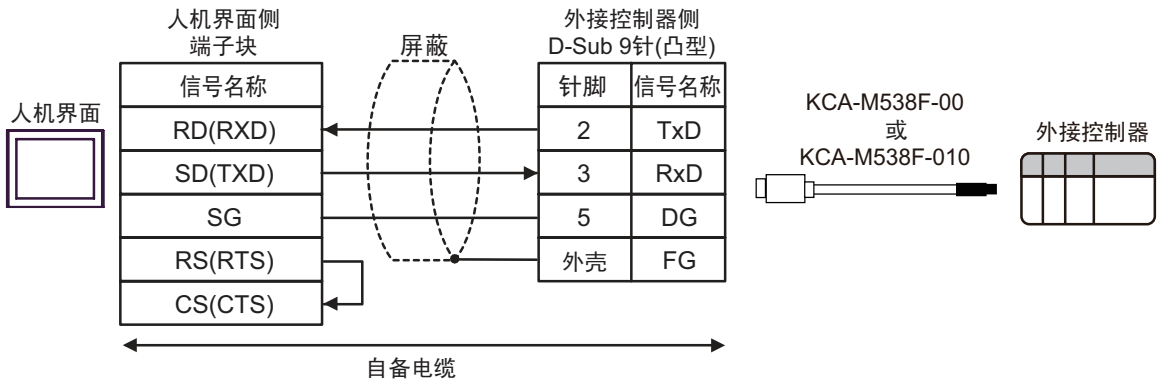 人机界面侧
端子块
屏蔽
外接控制器侧
D-Sub 9针(凸型)
人机界面
信号名称
RD(RXD)
SD(TXD)
SG
RS(RTS)
CS(CTS)
针脚 信号名称
2 TxD
3 RxD
5 DG
外壳 FG
KCA-M538F-00
或
KCA-M538F-010
外接控制器
自备电缆